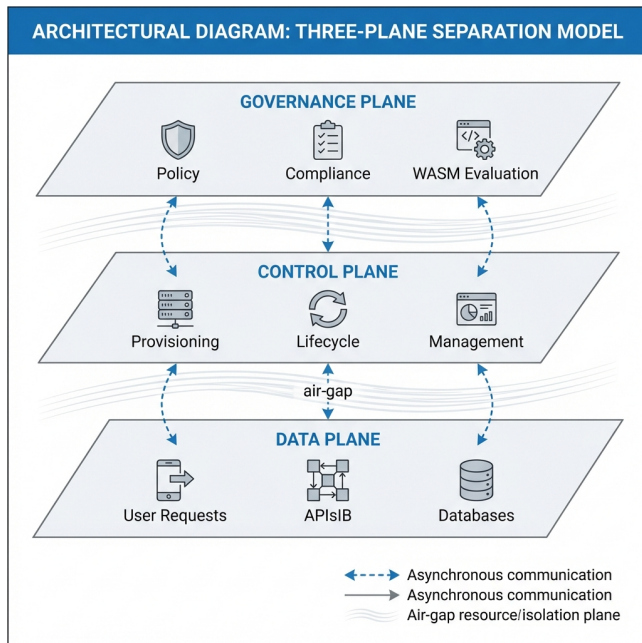 ARCHITECTURAL DIAGRAM: THREE-PLANE SEPARATION MODEL
GOVERNANCE PLANE
Policy
Compliance
WASM Evaluation
CONTROL PLANE
Provisioning
Lifecycle
Management
air-gap
DATA PLANE
User Requests
APIsIB
Databases
Asynchronous communication
Asynchronous communication
Air-gap resource/isolation plane